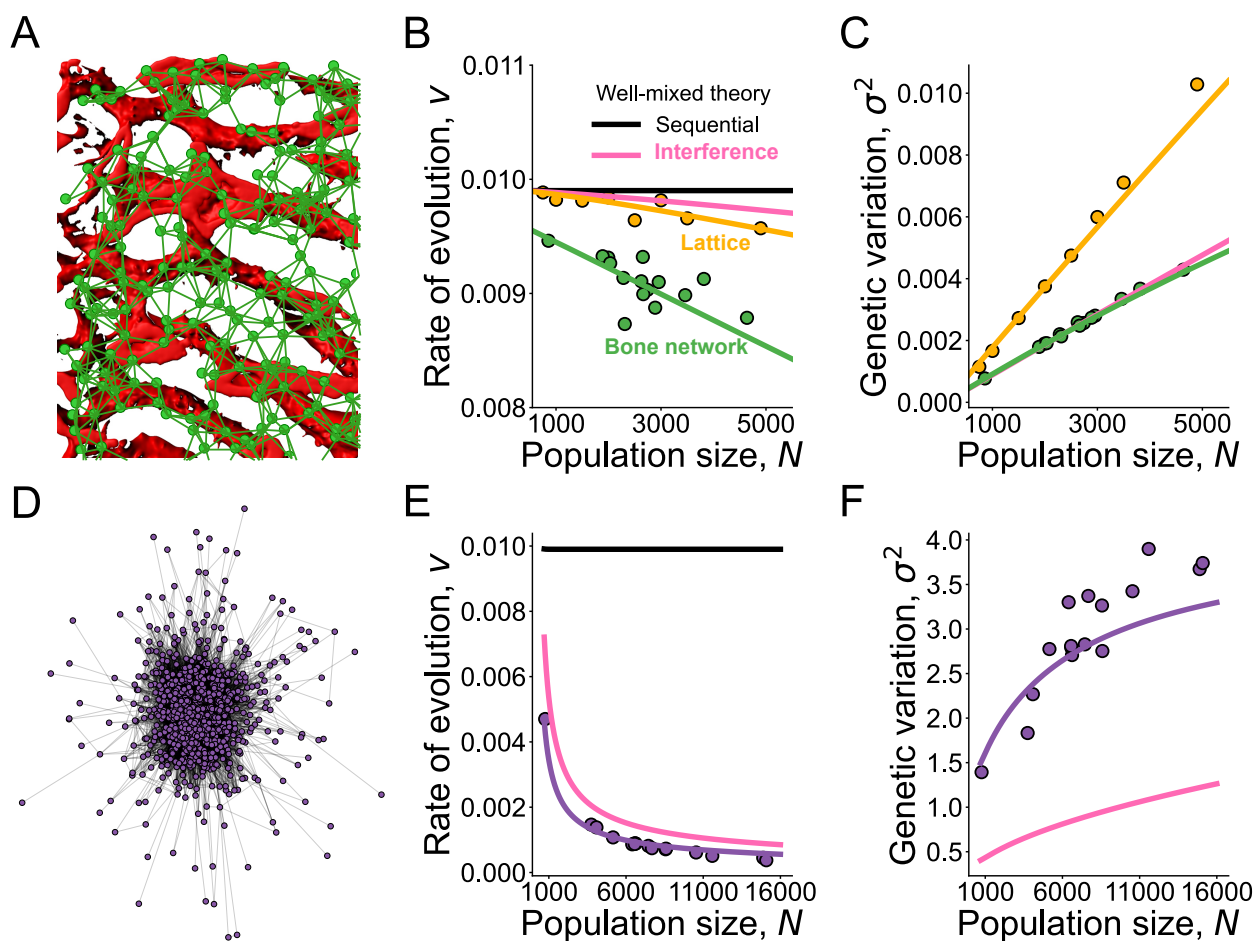 A
B
C
0.011
0.010
0.009
0.008
Rate of evolution, v
Well-mixed theory
Sequential
Interference
Lattice
Bone network
1000
3000
5000
Population size, N
0.010
0.008
0.006
0.004
0.002
0.000
Genetic variation, σ²
1000
3000
5000
Population size, N
D
E
F
0.010
0.008
0.006
0.004
0.002
0.000
Rate of evolution, v
1000
6000
11000
16000
Population size, N
4.0
3.5
3.0
2.5
2.0
1.5
1.0
0.5
Genetic variation, σ²
1000
6000
11000
16000
Population size, N